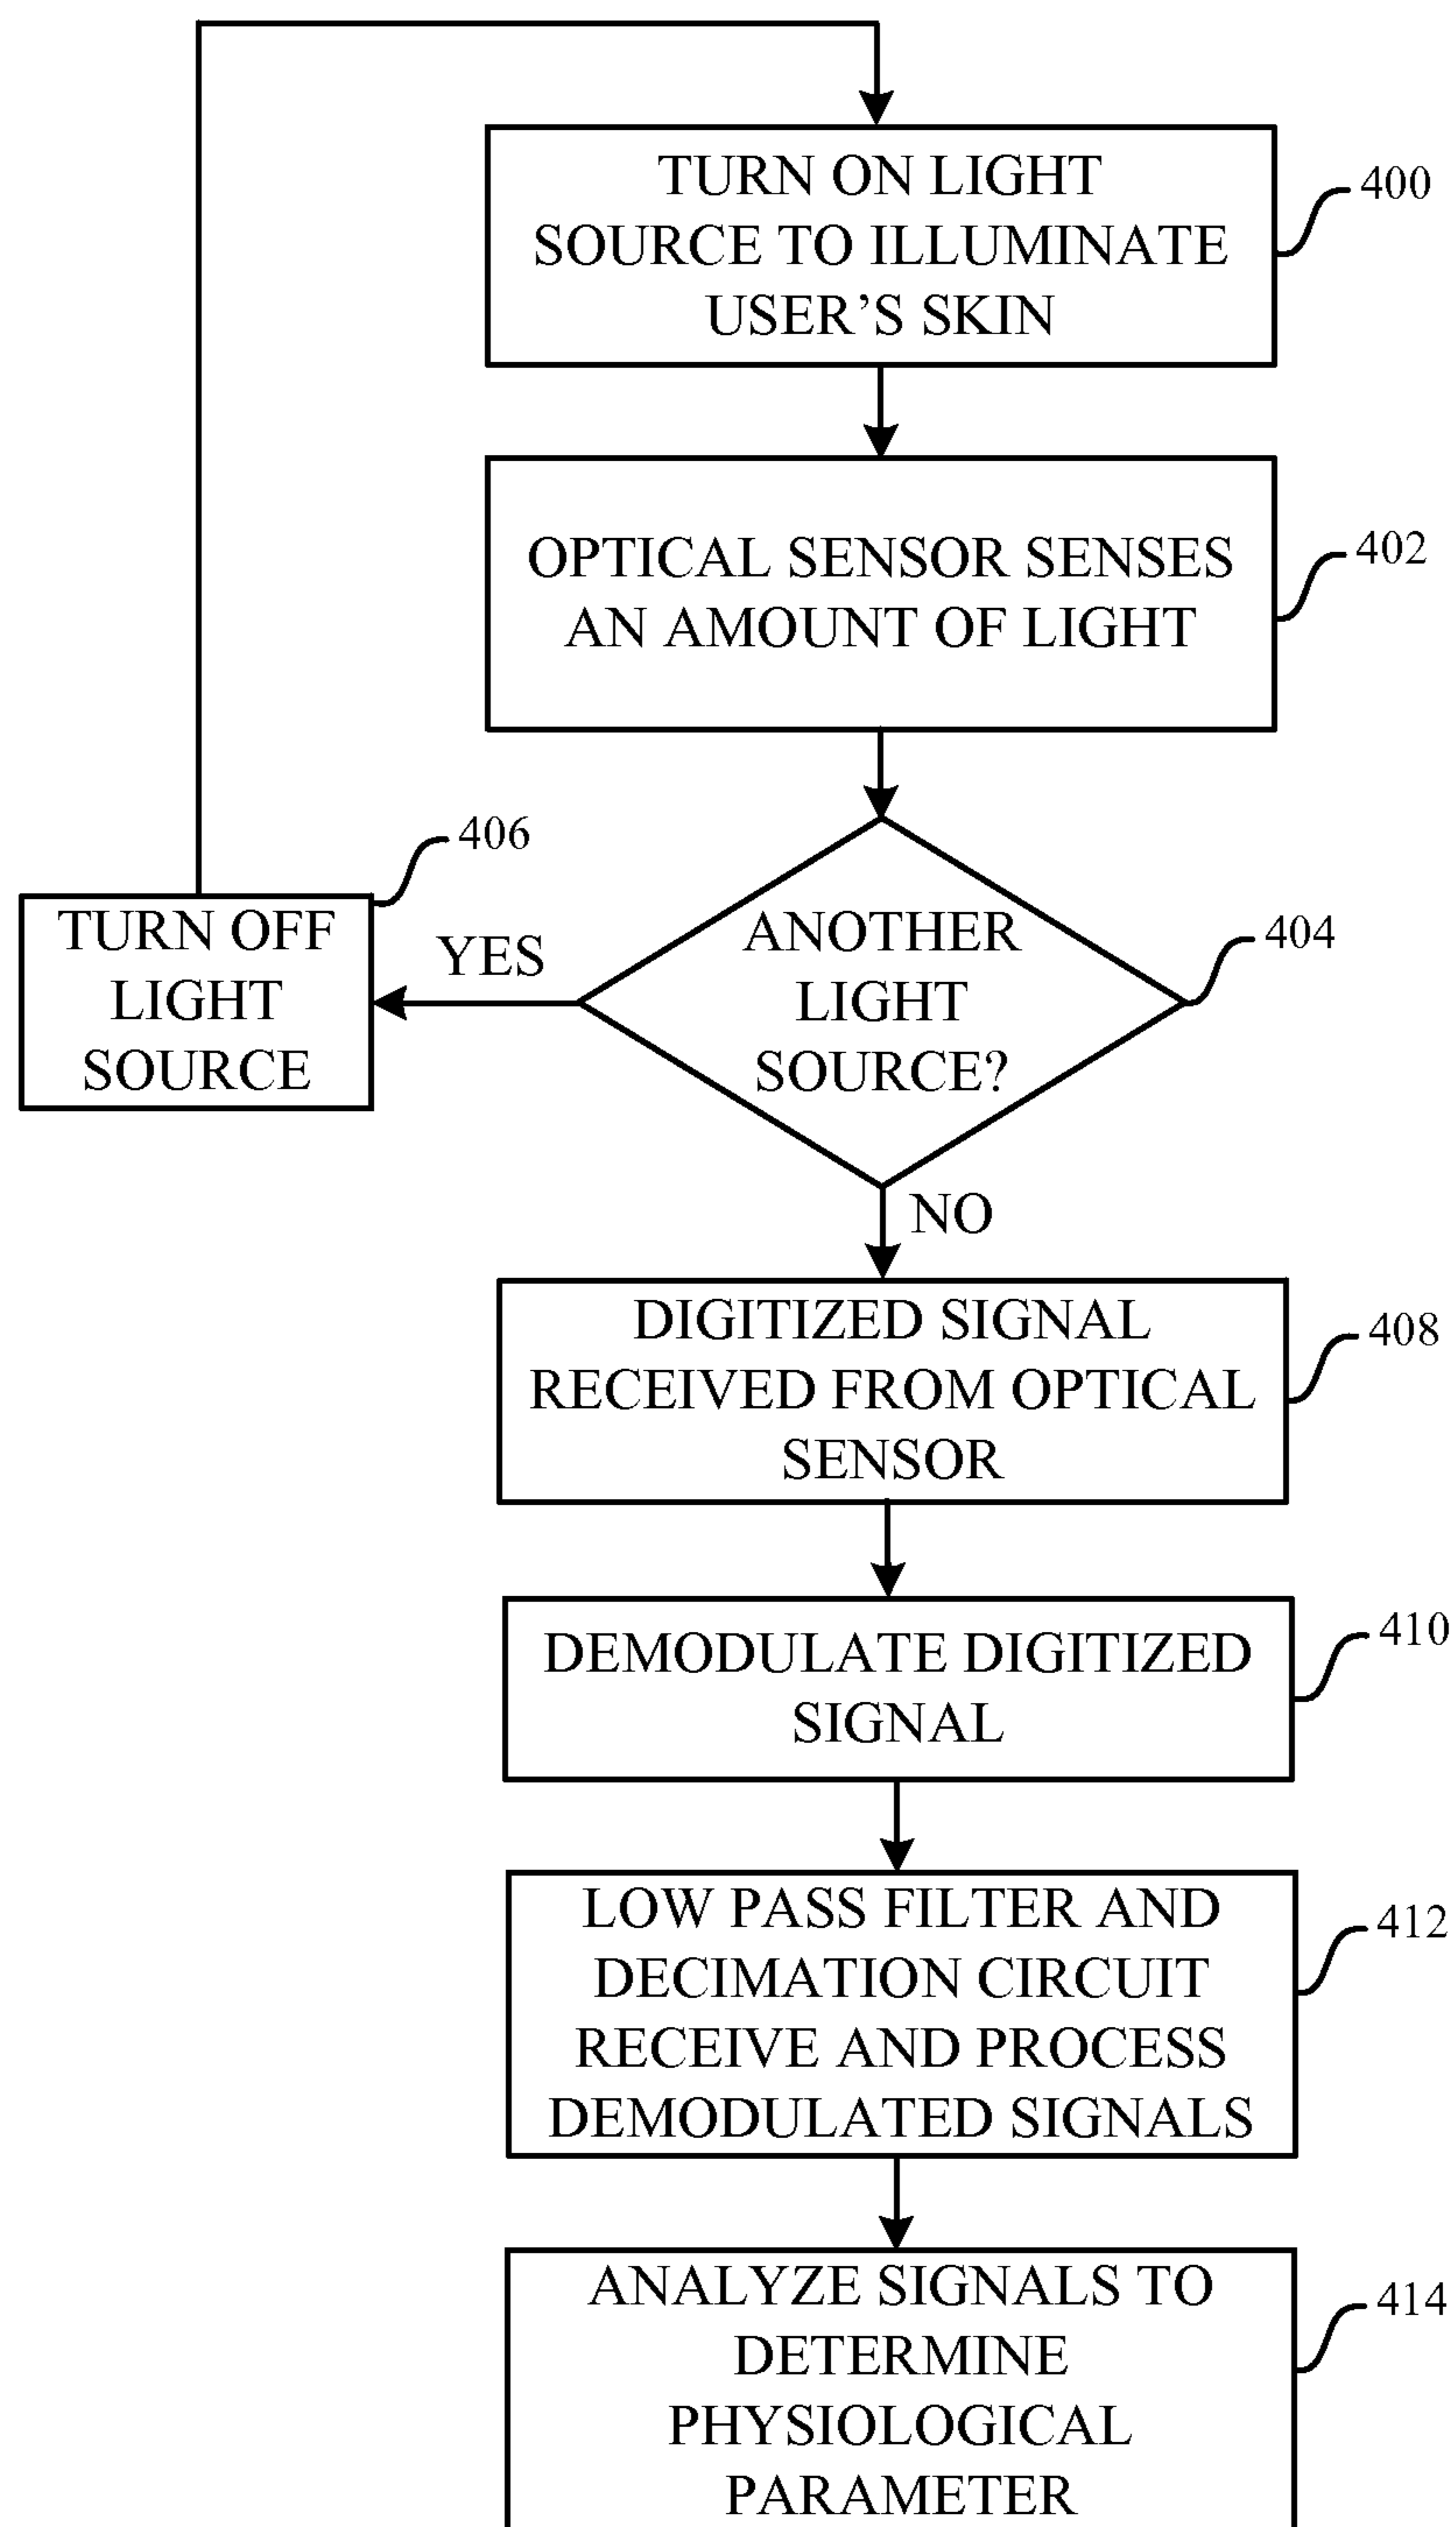 TURN ON LIGHT
SOURCE TO ILLUMINATE
USER’S SKIN
400
OPTICAL SENSOR SENSES
AN AMOUNT OF LIGHT
402
ANOTHER
LIGHT
SOURCE?
404
YES
TURN OFF
LIGHT
SOURCE
406
NO
DIGITIZED SIGNAL
RECEIVED FROM OPTICAL
SENSOR
408
DEMODULATE DIGITIZED
SIGNAL
410
LOW PASS FILTER AND
DECIMATION CIRCUIT
RECEIVE AND PROCESS
DEMODULATED SIGNALS
412
ANALYZE SIGNALS TO
DETERMINE
PHYSIOLOGICAL
PARAMETER
414